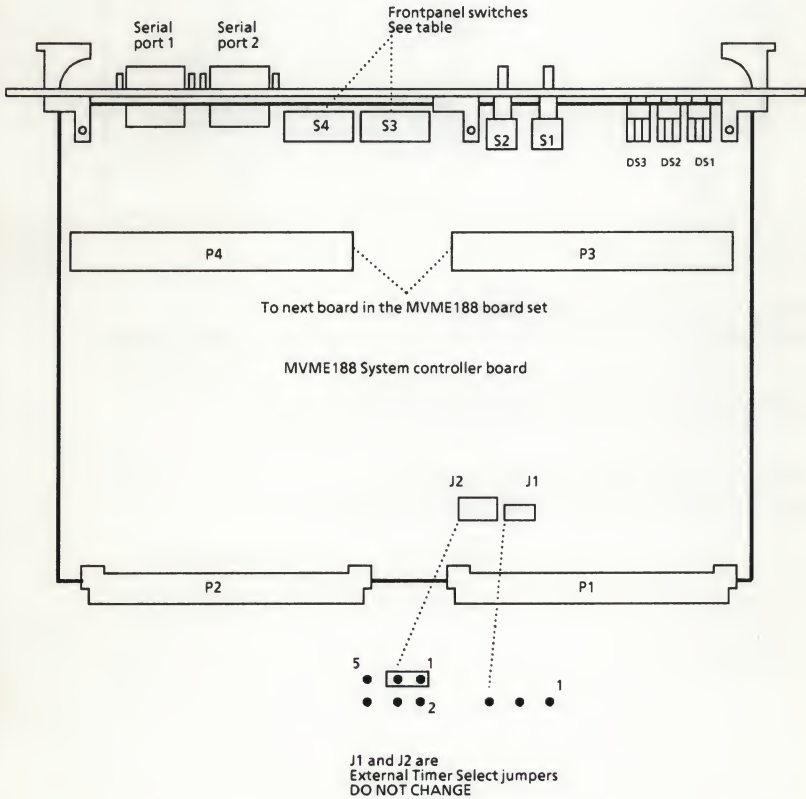 Frontpanel switches
See table
Serial
port 1
Serial
port 2
S4
S3
S2
S1
DS3
DS2
DS1
P4
P3
To next board in the MVME188 board set
MVME188 System controller board
J2
J1
P2
P1
5
1
2
1
J1 and J2 are
External Timer Select jumpers
DO NOT CHANGE